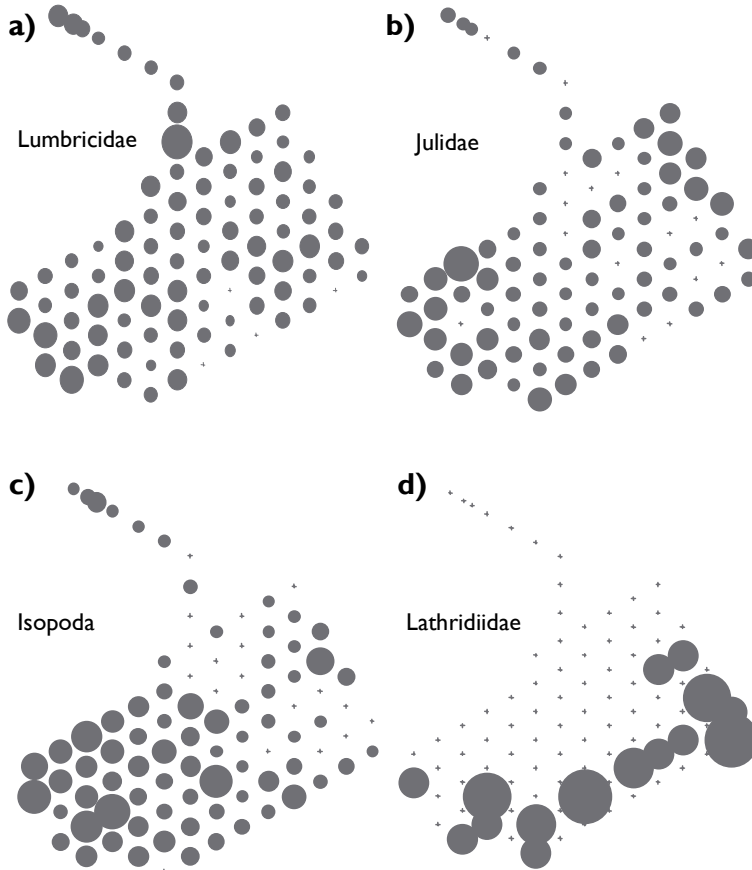 a)
Lumbricidae
b)
Julidae
c)
Isopoda
d)
Lathridiidae